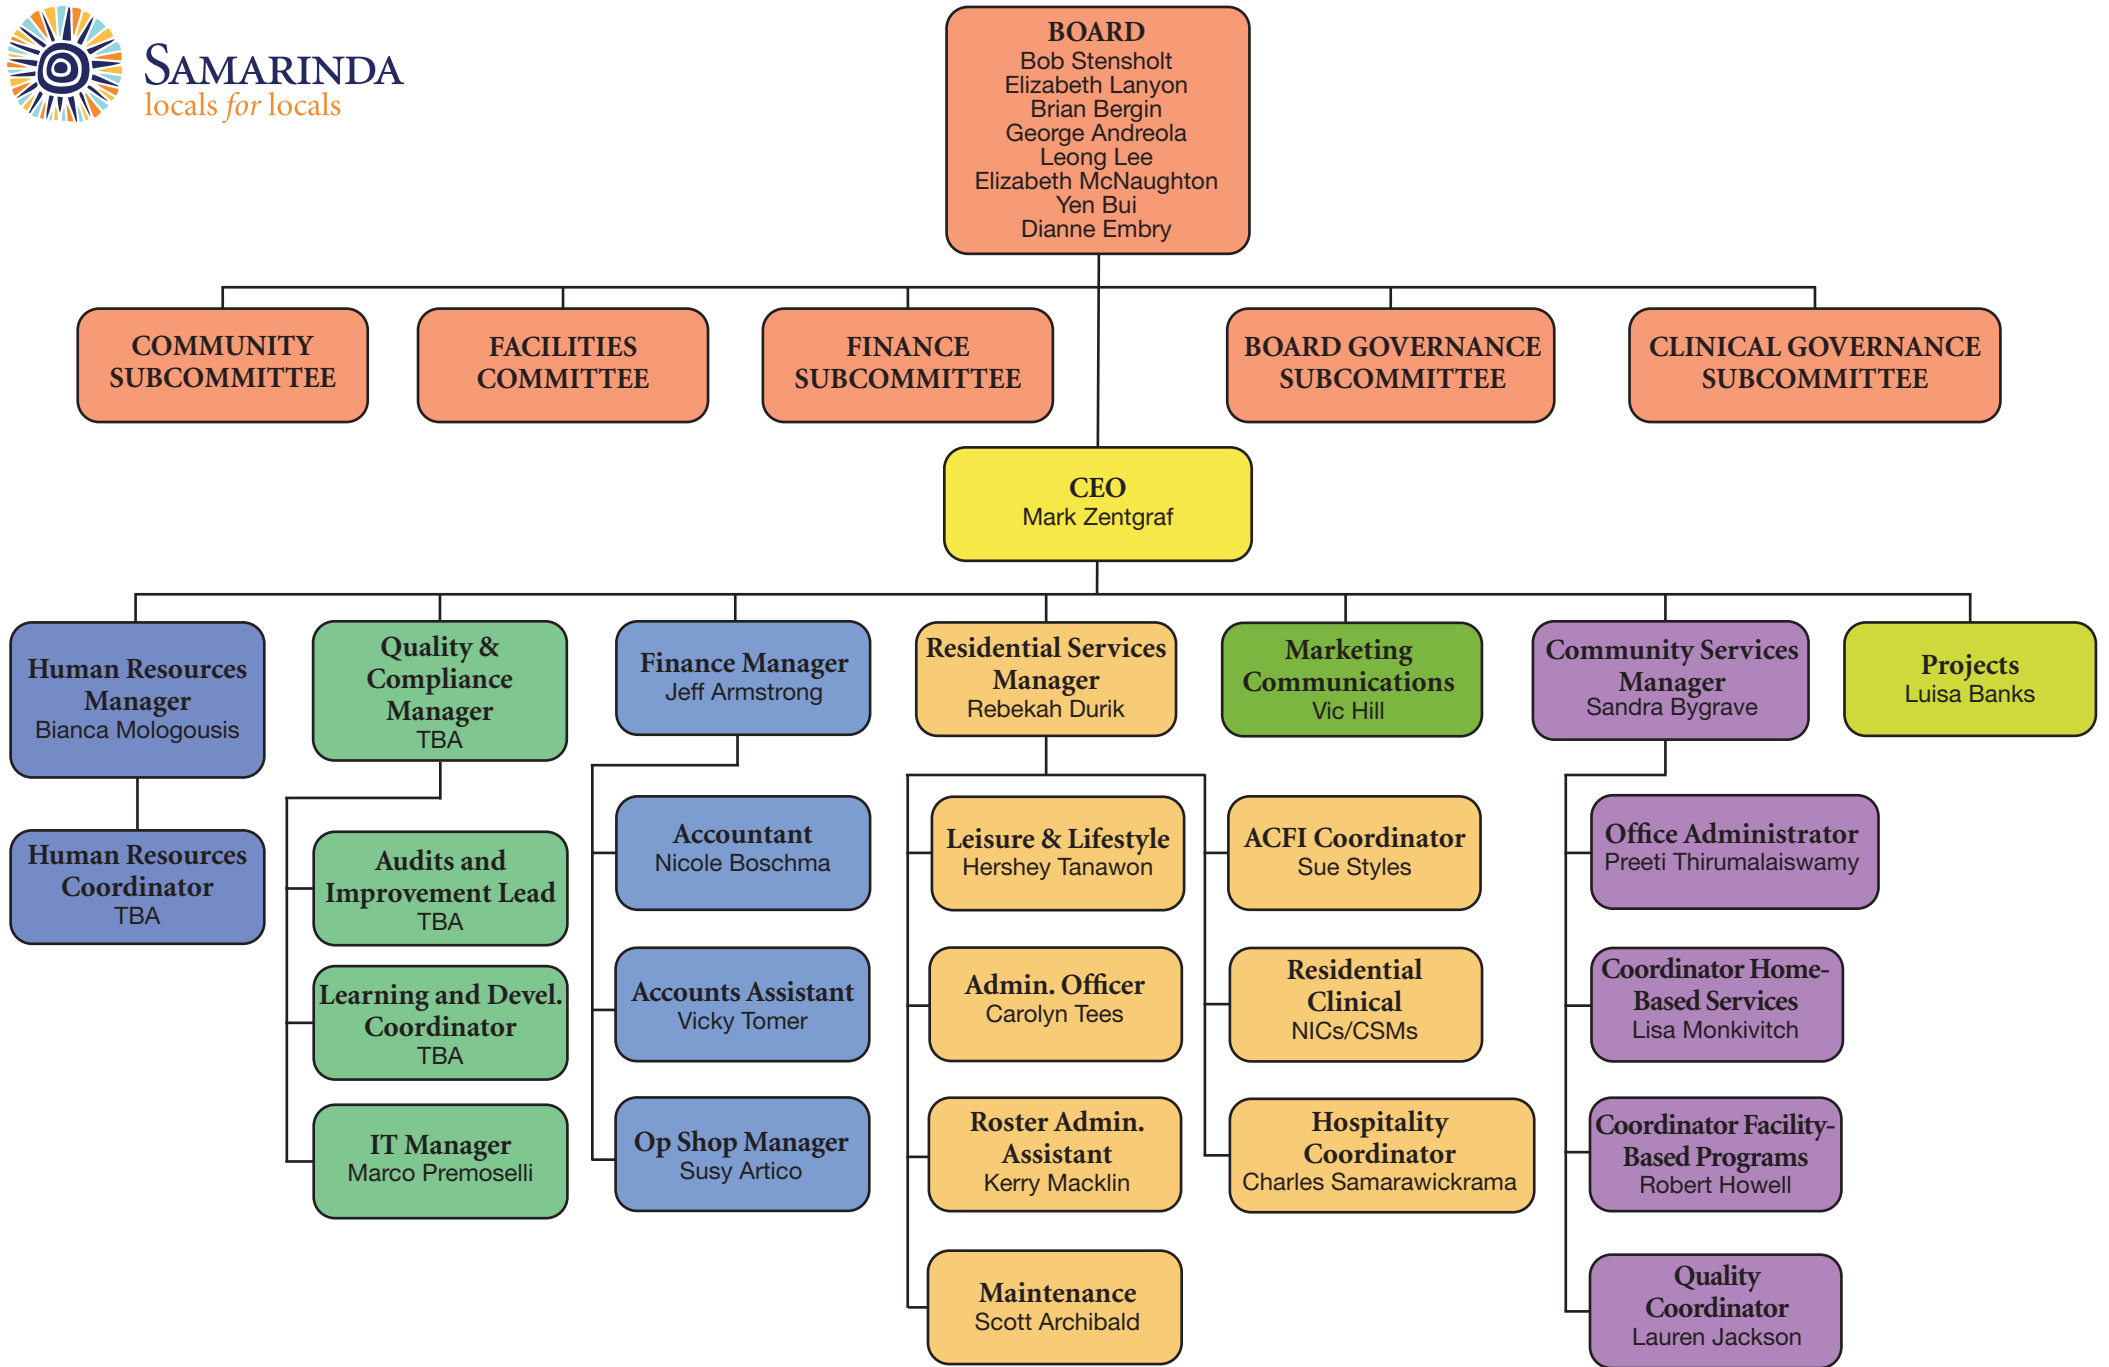 SAMARINDA
locals for locals
BOARD
Bob Stensholt
Elizabeth Lanyon
Brian Bergin
George Andreola
Leong Lee
Elizabeth McNaughton
Yen Bui
Dianne Embry
COMMUNITY
SUBCOMMITTEE
FACILITIES
COMMITTEE
FINANCE
SUBCOMMITTEE
BOARD GOVERNANCE
SUBCOMMITTEE
CLINICAL GOVERNANCE
SUBCOMMITTEE
CEO
Mark Zentgraf
Human Resources
Manager
Bianca Mologousis
Quality &
Compliance
Manager
TBA
Finance Manager
Jeff Armstrong
Residential Services
Manager
Rebekah Durik
Marketing
Communications
Vic Hill
Community Services
Manager
Sandra Bygrave
Projects
Luisa Banks
Human Resources
Coordinator
TBA
Audits and
Improvement Lead
TBA
Learning and Devel.
Coordinator
TBA
IT Manager
Marco Premoselli
Accountant
Nicole Boschma
Accounts Assistant
Vicky Tomer
Op Shop Manager
Susy Artico
Leisure & Lifestyle
Hershey Tanawon
Admin. Officer
Carolyn Tees
Roster Admin.
Assistant
Kerry Macklin
Maintenance
Scott Archibald
ACFI Coordinator
Sue Styles
Residential
Clinical
NICs/CSMs
Hospitality
Coordinator
Charles Samarawickrama
Office Administrator
Preeti Thirumalaiswamy
Coordinator Home-
Based Services
Lisa Monkivitch
Coordinator Facility-
Based Programs
Robert Howell
Quality
Coordinator
Lauren Jackson